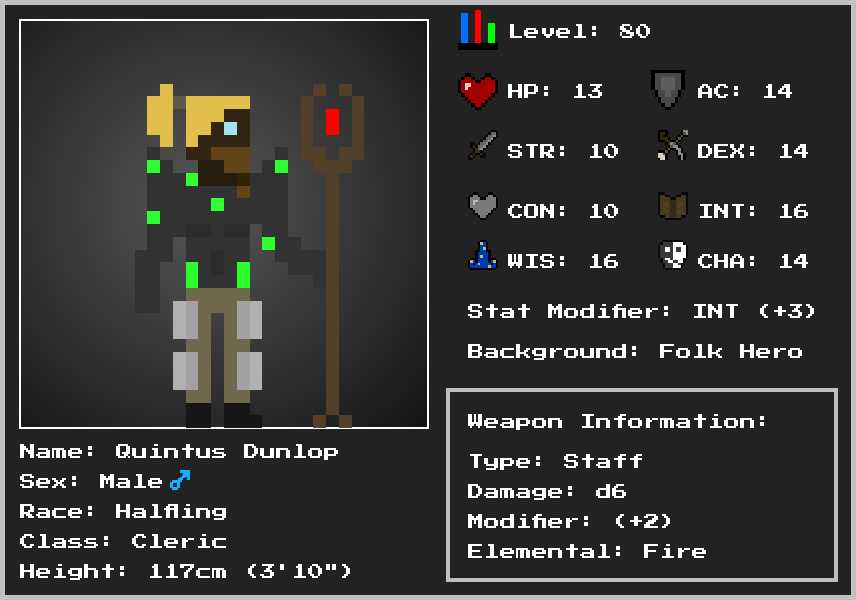 Level: 80
HP: 13
AC: 14
STR: 10
DEX: 14
CON: 10
INT: 16
WIS: 16
CHA: 14
Stat Modifier: INT (+3)
Background: Folk Hero
Weapon Information:
Type: Staff
Damage: d6
Modifier: (+2)
Elemental: Fire
Name: Quintus Dunlop
Sex: Male♂
Race: Halfling
Class: Cleric
Height: 117cm (3'10")